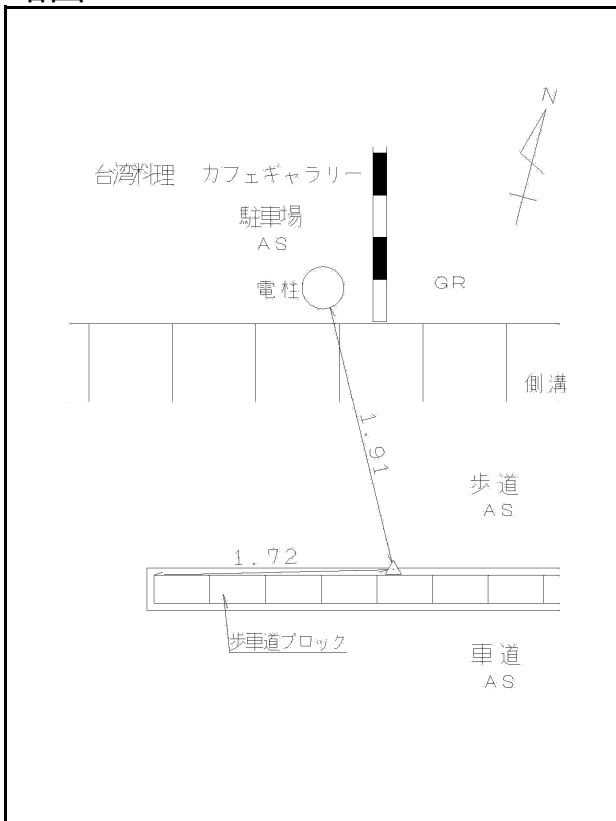 N
台湾料理 カフェギャラリー
駐車場
AS
電柱
GR
側溝
1.91
歩道
AS
1.72
歩車道ブロック
車道
AS